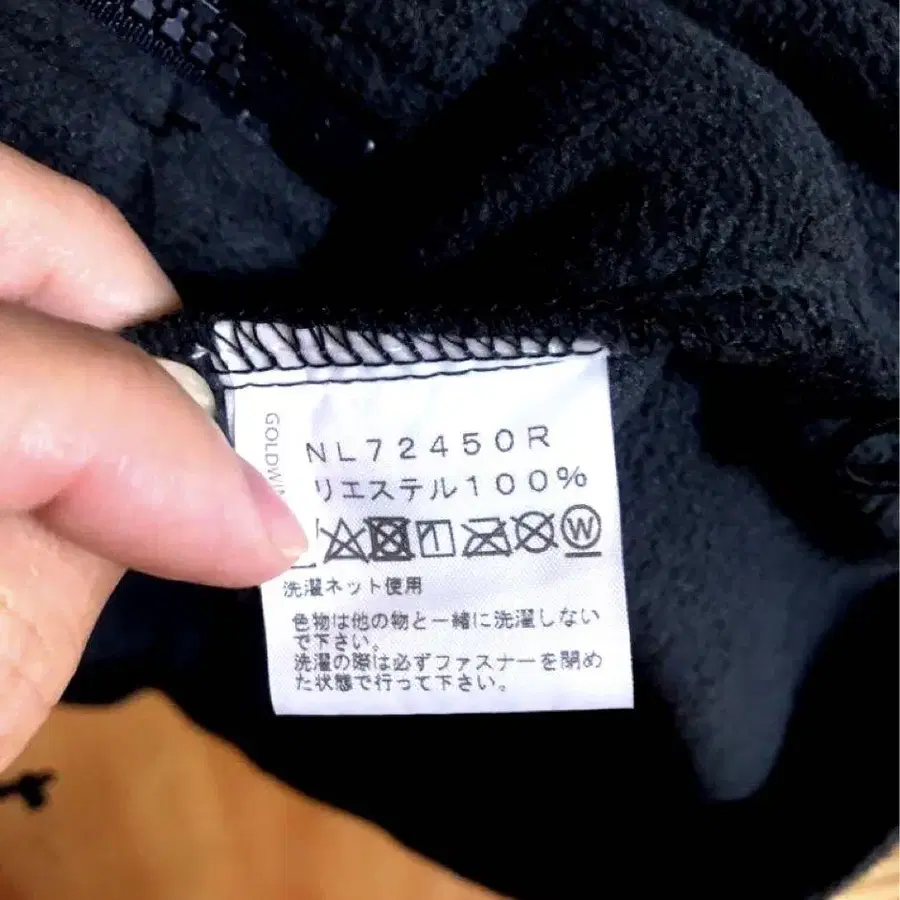 GOLDWIN
NL72450R
リエステル100%
W
洗濯ネット使用
色物は他の物と一緒に洗濯しない
で下さい。
洗濯の際は必ずファスナーを閉め
た状態で行って下さい。